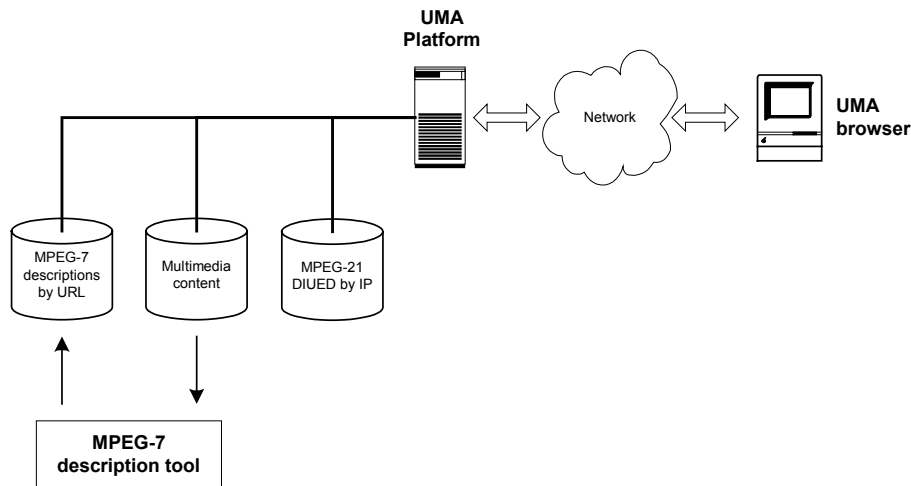 UMA
Platform
Network
UMA
browser
MPEG-7
descriptions
by URL
Multimedia
content
MPEG-21
DIUED by IP
MPEG-7
description tool